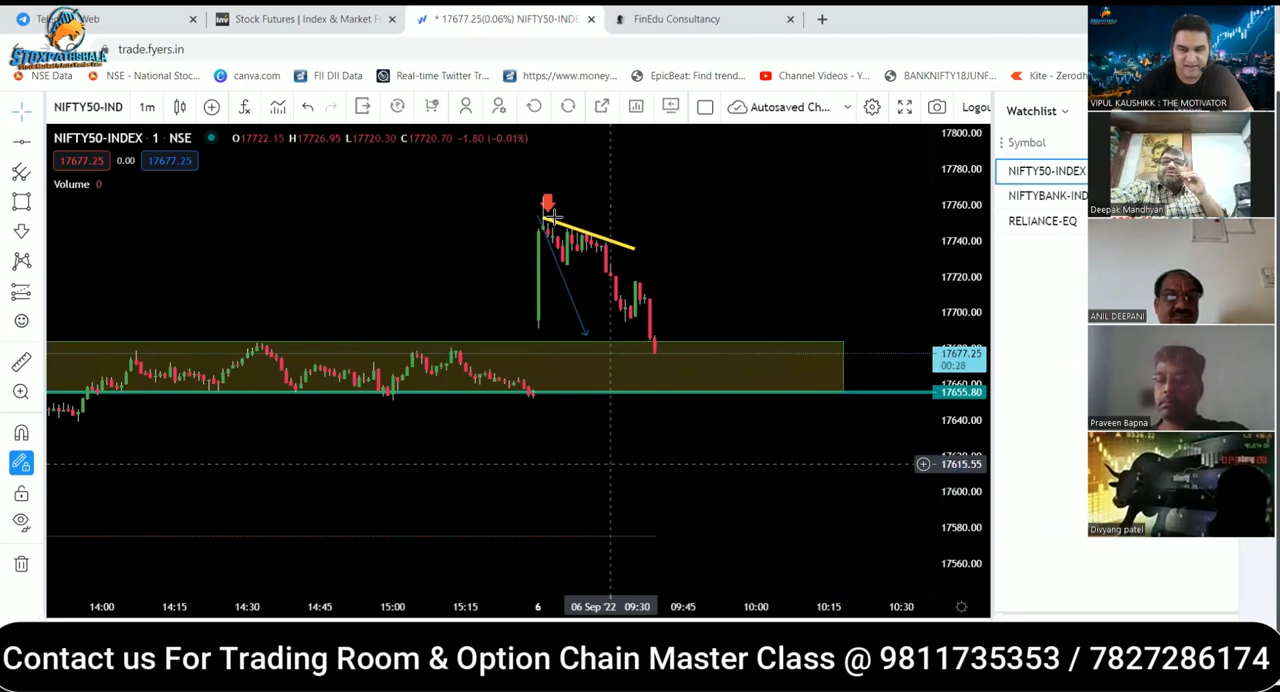 Tele Web
Stock Futures | Index & Market F
* 17677.25(0.06%) NIFTY50-INDE
FinEdu Consultancy
STOXPATHSHALA
trade.fyers.in
NSE Data
NSE - National Stoc...
canva.com
FII DII Data
Real-time Twitter Tr...
https://www.money...
EpicBeat: Find trend...
Channel Videos - Y...
BANKNIFTY18JUNF...
Kite - Zerodh
NIFTY50-IND
1m
Autosaved Ch...
Logou
NIFTY50-INDEX · 1 · NSE
O17722.15 H17726.95 L17720.30 C17720.70 -1.80 (-0.01%)
17677.25 0.00 17677.25
Volume 0
17800.00
17780.00
17760.00
17740.00
17720.00
17700.00
17677.25
00:28
17660.00
17655.80
17640.00
17615.55
17600.00
17580.00
17560.00
14:00 14:15 14:30 14:45 15:00 15:15 6 06 Sep '22 09:30 09:45 10:00 10:15 10:30
Watchlist
Symbol
NIFTY50-INDEX
NIFTYBANK-IND
RELIANCE-EQ
VIPUL KAUSHIKK : THE MOTIVATOR
Deepak Mandhyan
ANIL DEEPANI
Praveen Bapna
Divyang patel
Contact us For Trading Room & Option Chain Master Class @ 9811735353 / 7827286174